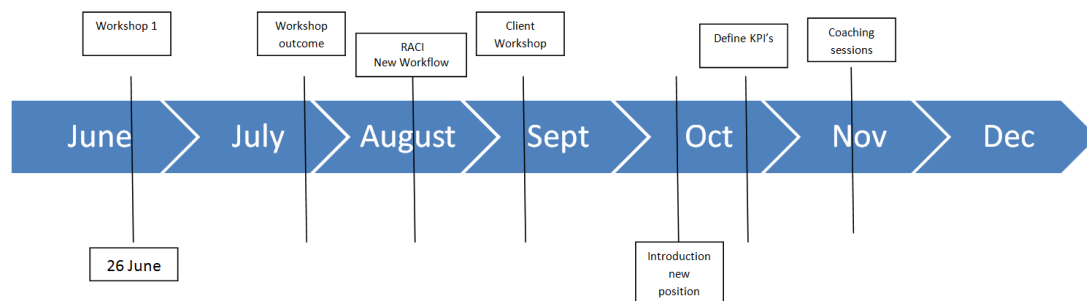 Workshop 1
Workshop
outcome
RACI
New Workflow
Client
Workshop
Define KPI's
Coaching
sessions
June
July
August
Sept
Oct
Nov
Dec
26 June
Introduction
new
position